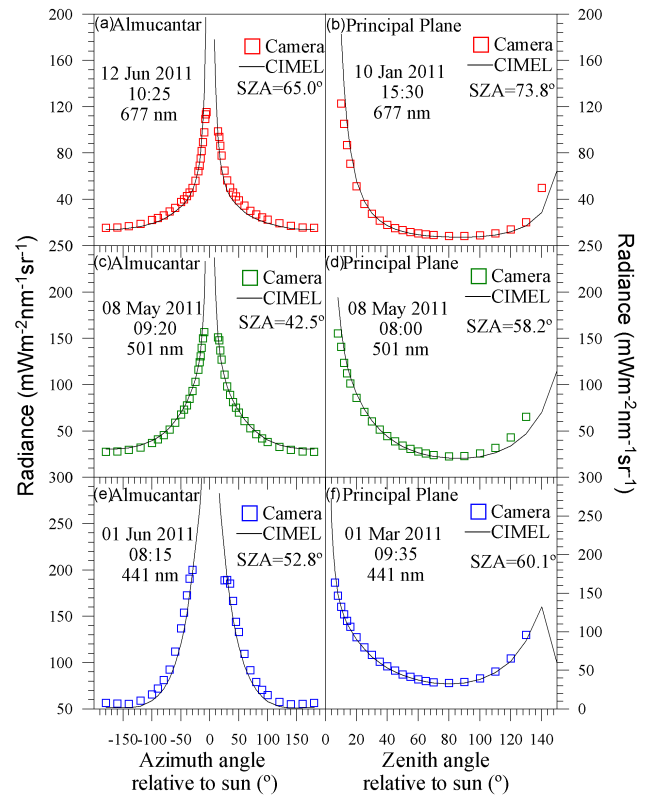 (a) Almucantar
Camera
CIMEL
12 Jun 2011
10:25
677 nm
SZA=65.0º
(b) Principal Plane
Camera
CIMEL
10 Jan 2011
15:30
677 nm
SZA=73.8º
200
160
120
80
40
250
200
160
120
80
40
250
(c) Almucantar
Camera
CIMEL
08 May 2011
09:20
501 nm
SZA=42.5º
(d) Principal Plane
Camera
CIMEL
08 May 2011
08:00
501 nm
SZA=58.2º
200
150
100
50
300
200
150
100
50
300
(e) Almucantar
Camera
CIMEL
01 Jun 2011
08:15
441 nm
SZA=52.8º
(f) Principal Plane
Camera
CIMEL
01 Mar 2011
09:35
441 nm
SZA=60.1º
250
200
150
100
50
250
200
150
100
50
0
-150 -100 -50 0 50 100 150
0 20 40 60 80 100 120 140
Azimuth angle
relative to sun (º)
Zenith angle
relative to sun (º)
Radiance (mWm-2nm-1sr-1)
Radiance (mWm-2nm-1sr-1)